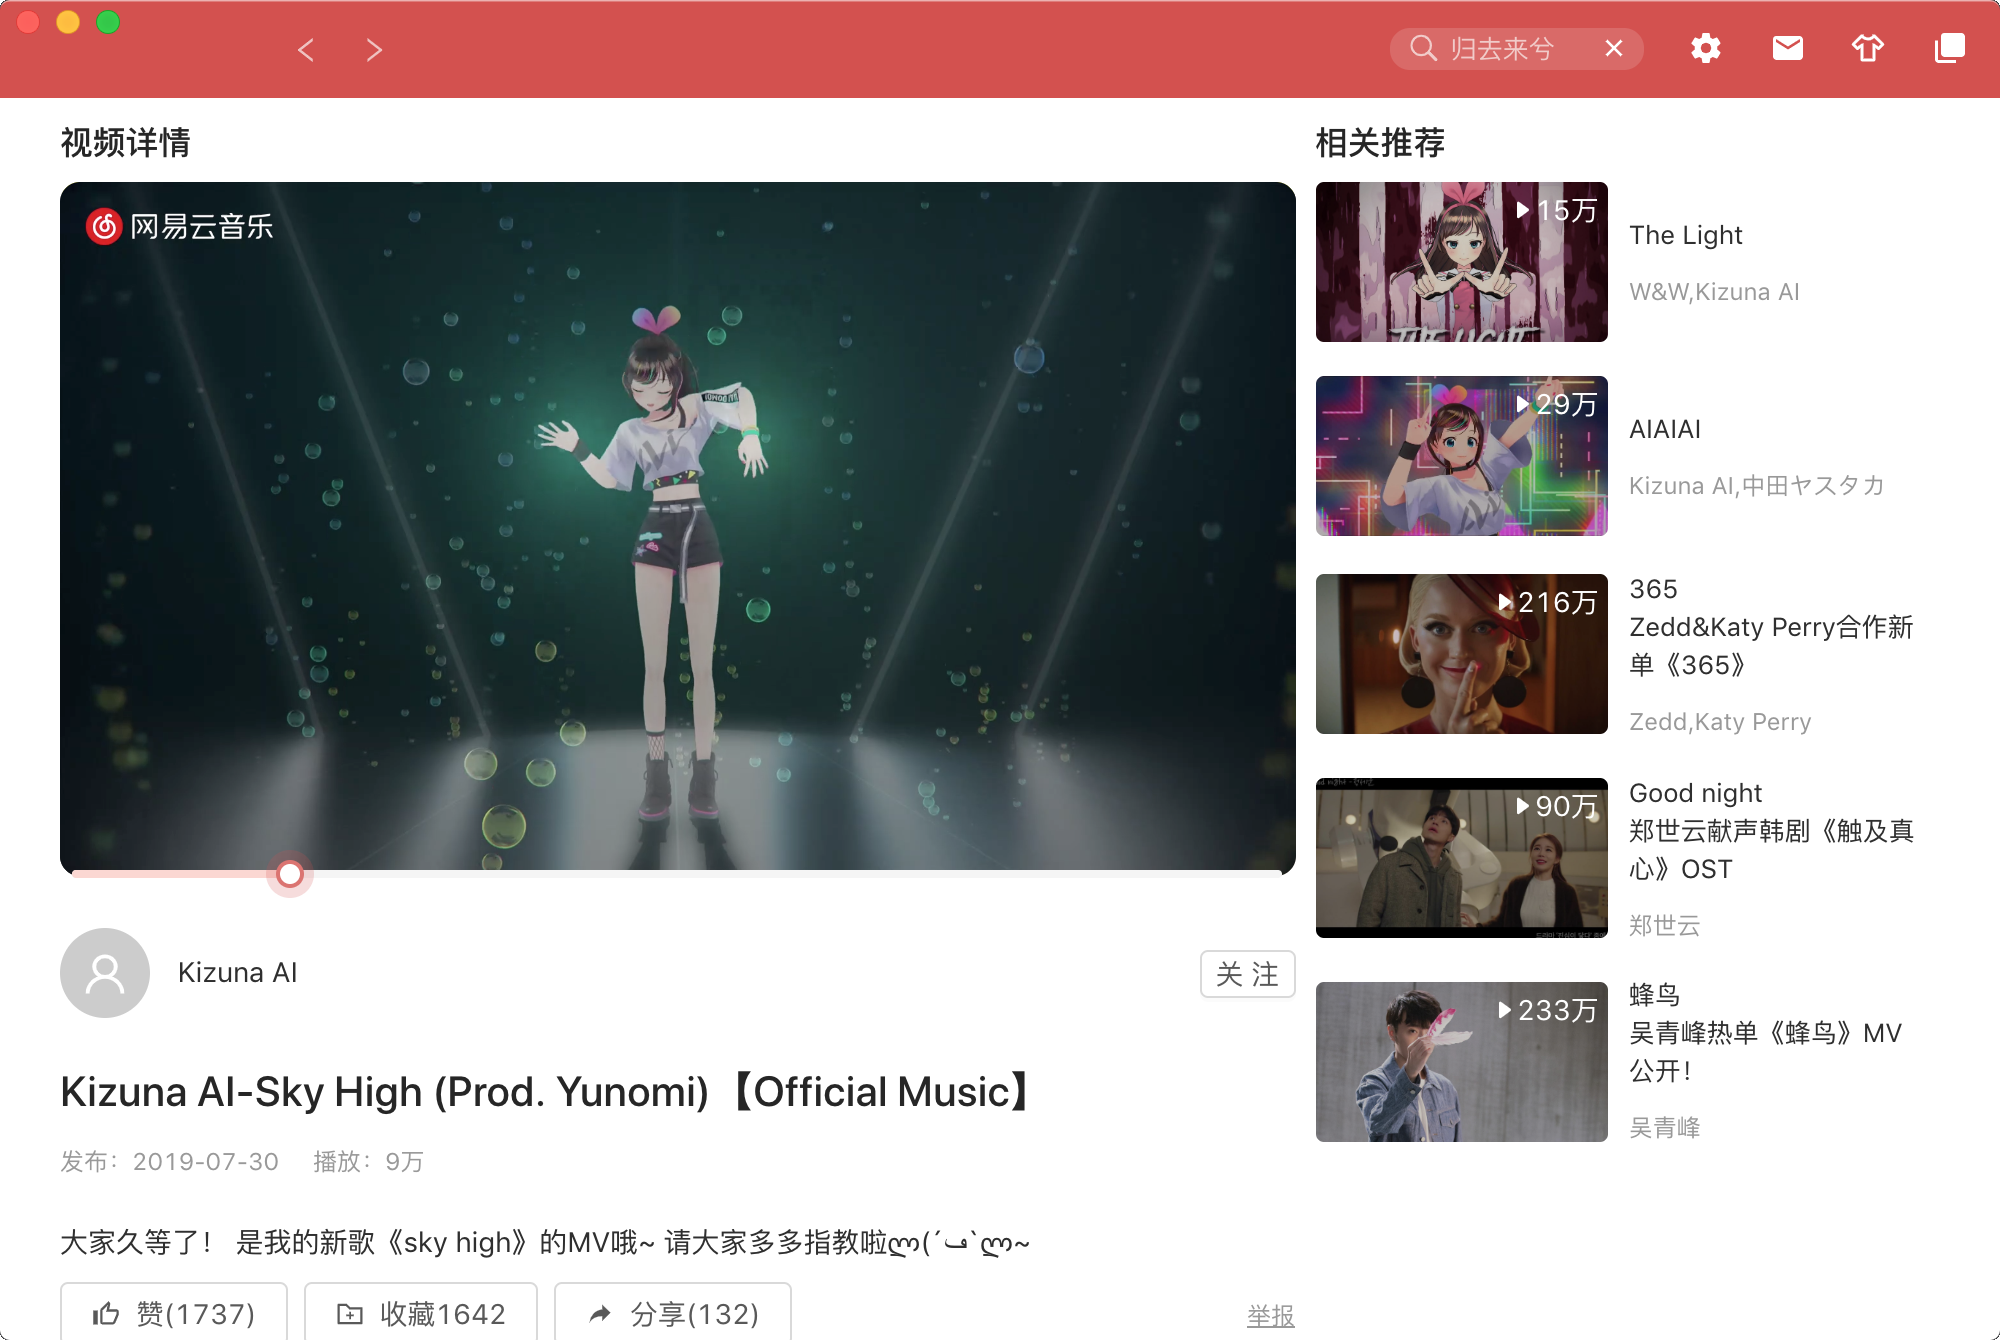 归去来兮
视频详情
网易云音乐
Kizuna AI
关 注
Kizuna AI-Sky High (Prod. Yunomi)【Official Music】
发布：2019-07-30 播放：9万
大家久等了！ 是我的新歌《sky high》的MV哦~ 请大家多多指教啦ლ(´ڡ`ლ~
赞(1737)
收藏1642
分享(132)
举报
相关推荐
15万
THE LIGHT
The Light
W&W,Kizuna AI
29万
AIAIAI
Kizuna AI,中田ヤスタカ
216万
365
Zedd&Katy Perry合作新
单《365》
Zedd,Katy Perry
90万
Good night
郑世云献声韩剧《触及真
心》OST
郑世云
233万
蜂鸟
吴青峰热单《蜂鸟》MV
公开！
吴青峰